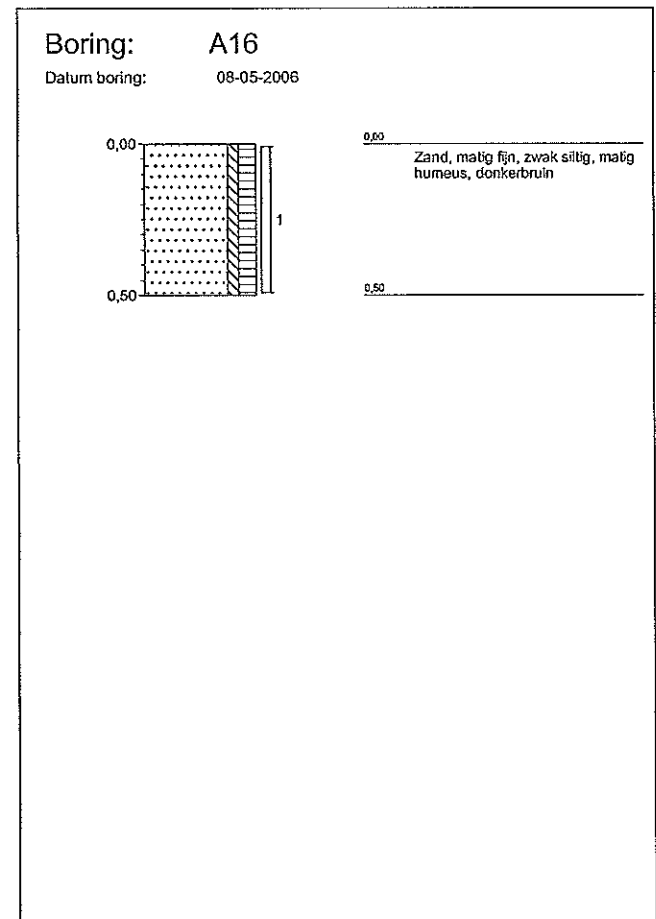 Boring: A16
Datum boring: 08-05-2006
0,00
0,00
Zand, matig fijn, zwak siltig, matig
humeus, donkerbruin
1
0,50
0,50